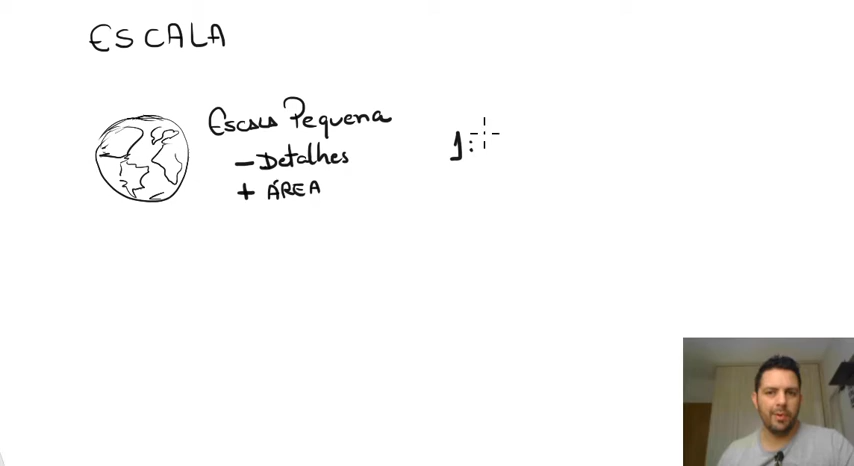 ESCALA
Escala Pequena
- Detalhes
+ ÁREA
1: